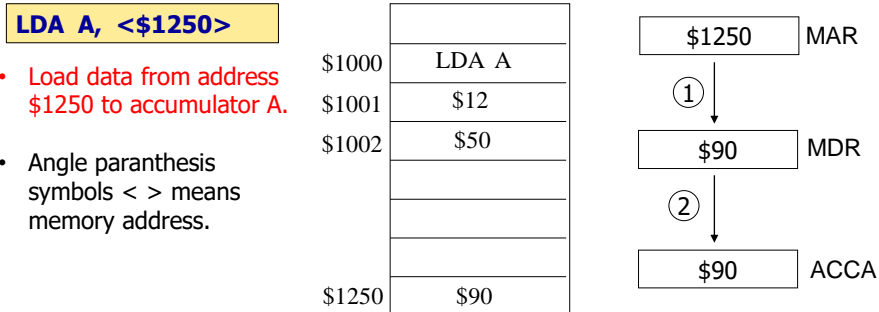 LDA A, <$1250>
• Load data from address
$1250 to accumulator A.
• Angle paranthesis
symbols < > means
memory address.
$1000 LDA A
$1001 $12
$1002 $50
$1250 $90
$1250 MAR
1
$90 MDR
2
$90 ACCA